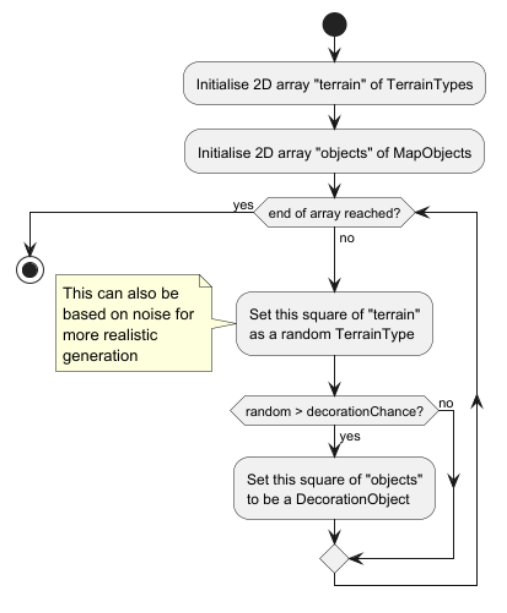 Initialise 2D array "terrain" of TerrainTypes
Initialise 2D array "objects" of MapObjects
yes
end of array reached?
no
This can also be
based on noise for
more realistic
generation
Set this square of "terrain"
as a random TerrainType
random > decorationChance?
no
yes
Set this square of "objects"
to be a DecorationObject